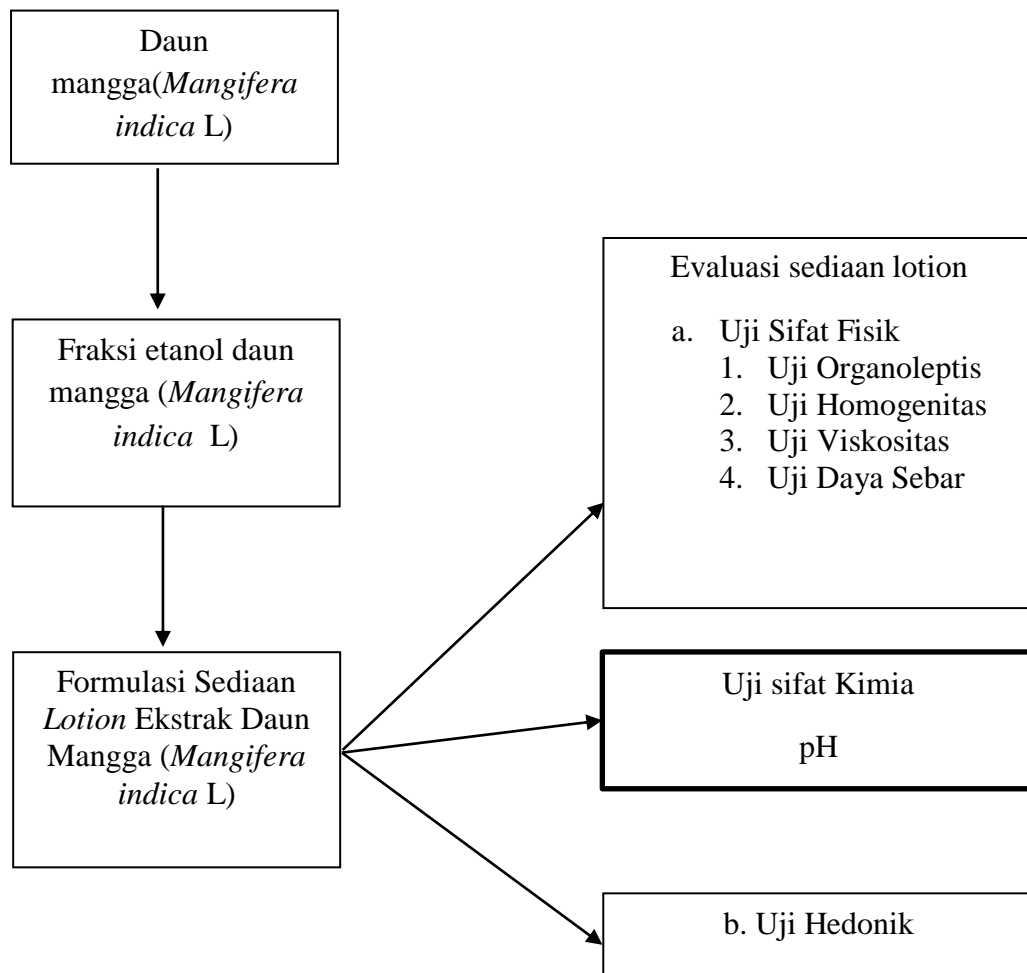 Daun
mangga(Mangifera
indica L)
Fraksi etanol daun
mangga (Mangifera
indica L)
Formulasi Sediaan
Lotion Ekstrak Daun
Mangga (Mangifera
indica L)
Evaluasi sediaan lotion
a. Uji Sifat Fisik
1. Uji Organoleptis
2. Uji Homogenitas
3. Uji Viskositas
4. Uji Daya Sebar
Uji sifat Kimia
pH
b. Uji Hedonik